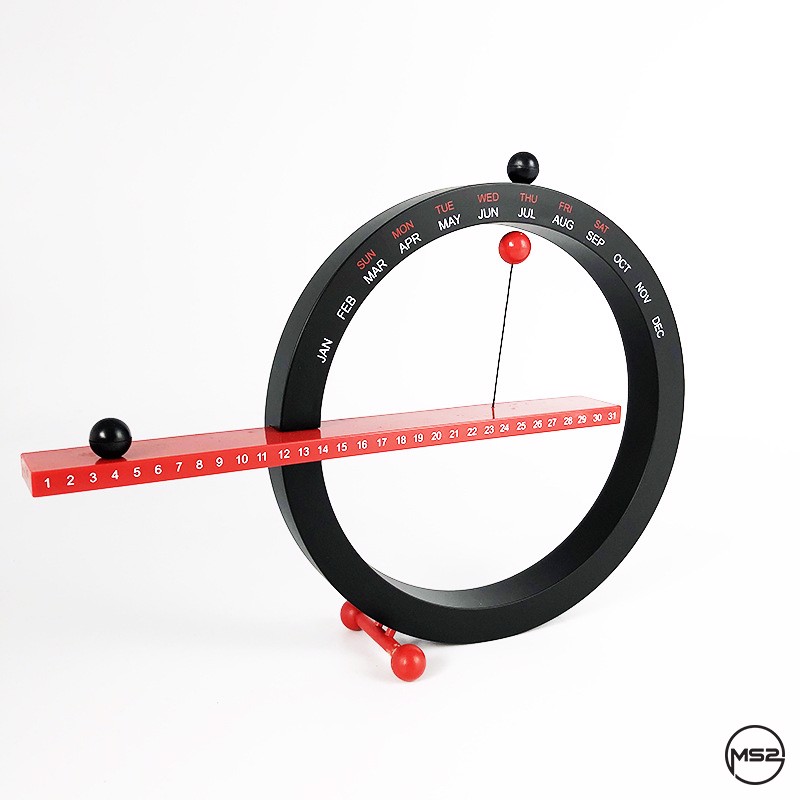 SUN MON TUE WED THU FRI SAT
JAN FEB MAR APR MAY JUN JUL AUG SEP OCT NOV DEC
1 2 3 4 5 6 7 8 9 10 11 12 13 14 15 16 17 18 19 20 21 22 23 24 25 26 27 28 29 30 31
MS2